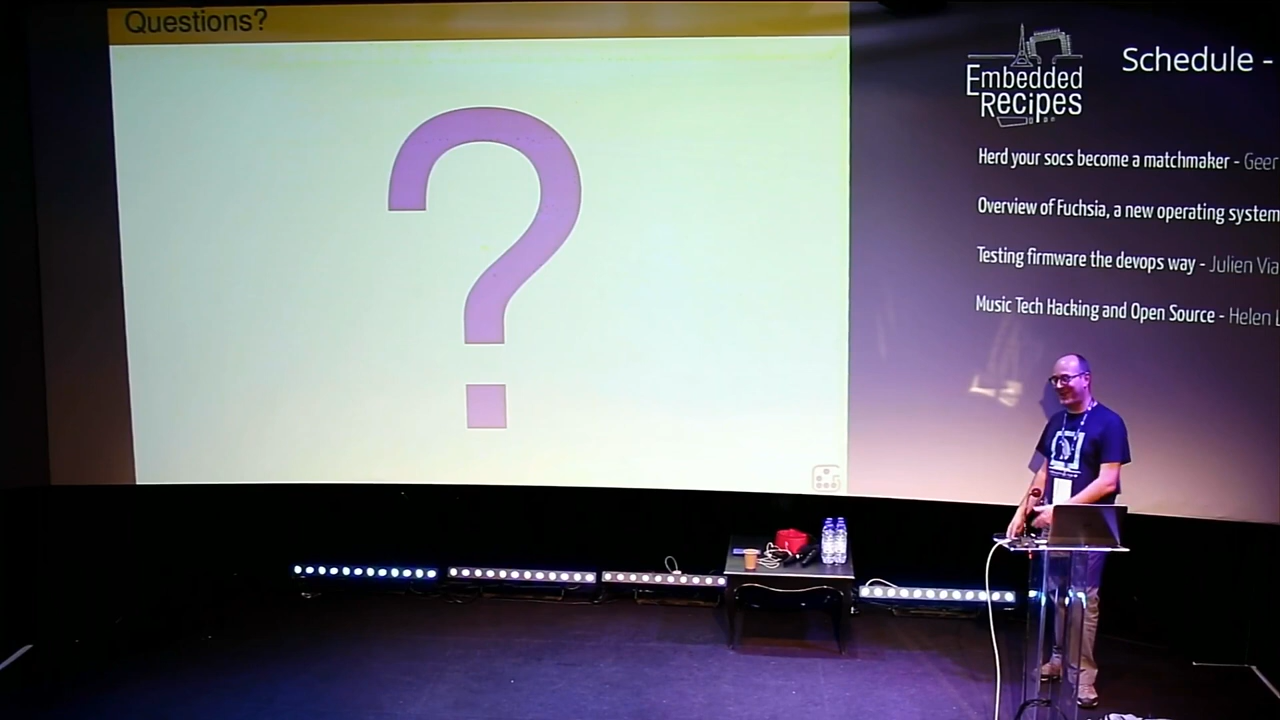 Questions?
?
Embedded
Recipes
Schedule -
Herd your socs become a matchmaker - Geer
Overview of Fuchsia, a new operating system
Testing firmware the devops way - Julien Via
Music Tech Hacking and Open Source - Helen L